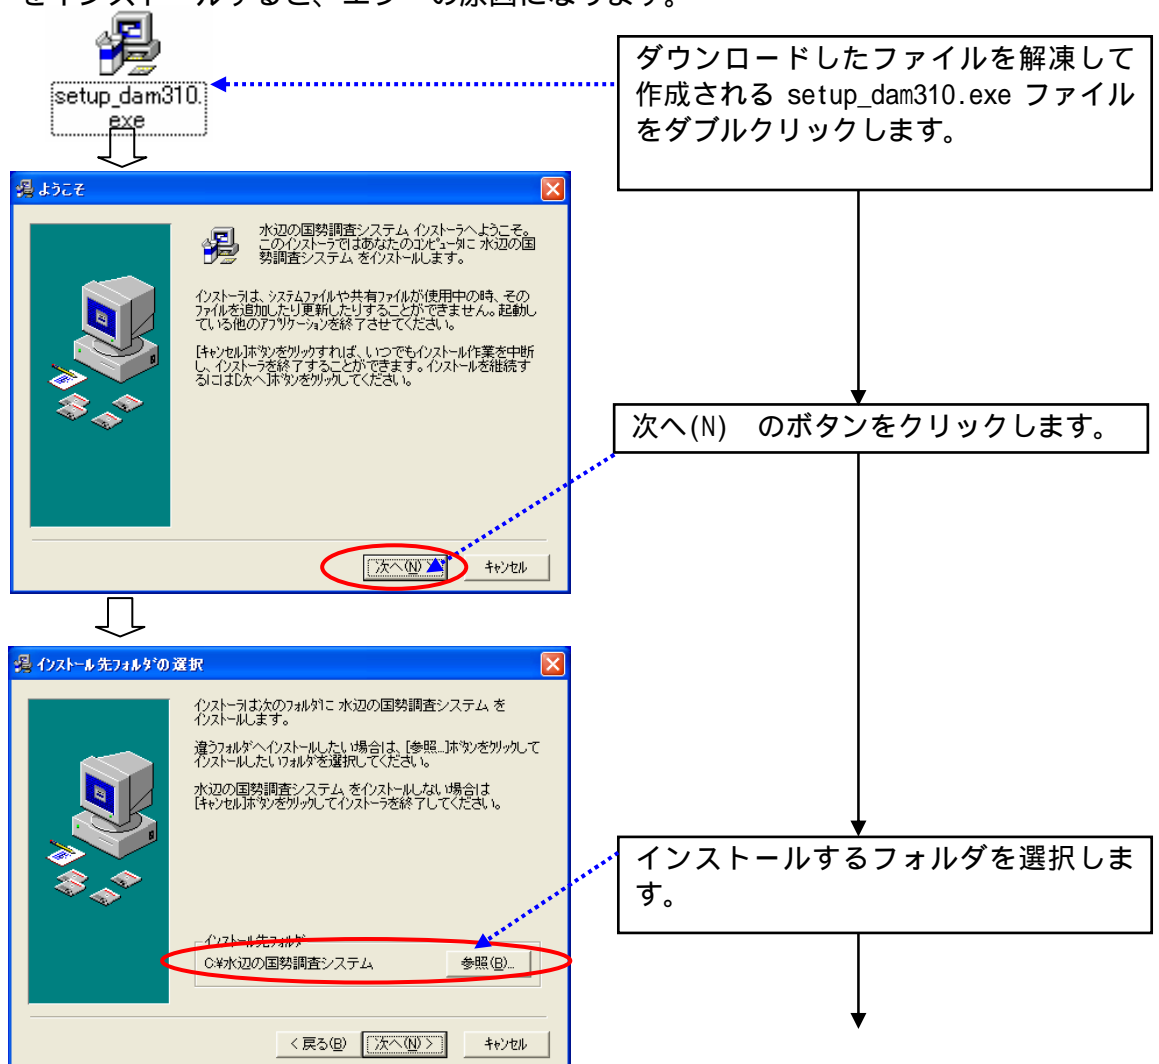 をインストールすると、エラーの原因になります。
setup_dam310.
exe
ダウンロードしたファイルを解凍して
作成される setup_dam310.exe ファイル
をダブルクリックします。
ようこそ
水辺の国勢調査システム インストーラへようこそ。
このインストーラではあなたのコンピュータに 水辺の国
勢調査システム をインストールします。
インストーラは、システムファイルや共有ファイルが使用中の時、その
ファイルを追加したり更新したりすることができません。起動し
ている他のアプリケーションを終了させてください。
[キャンセル]ボタンをクリックすれば、いつでもインストール作業を中断
し、インストーラを終了することができます。インストールを継続す
るには[次へ]ボタンをクリックしてください。
次へ(N) のボタンをクリックします。
次へ(N) >
キャンセル
インストール先フォルダの選択
インストーラは次のフォルダに 水辺の国勢調査システム を
インストールします。
違うフォルダへインストールしたい場合は、[参照...]ボタンをクリックして
インストールしたいフォルダを選択してください。
水辺の国勢調査システム をインストールしない場合は
[キャンセル]ボタンをクリックしてインストーラを終了してください。
インストールするフォルダを選択しま
す。
インストール先フォルダ
C:¥水辺の国勢調査システム
参照(B)...
< 戻る(B)
次へ(N) >
キャンセル